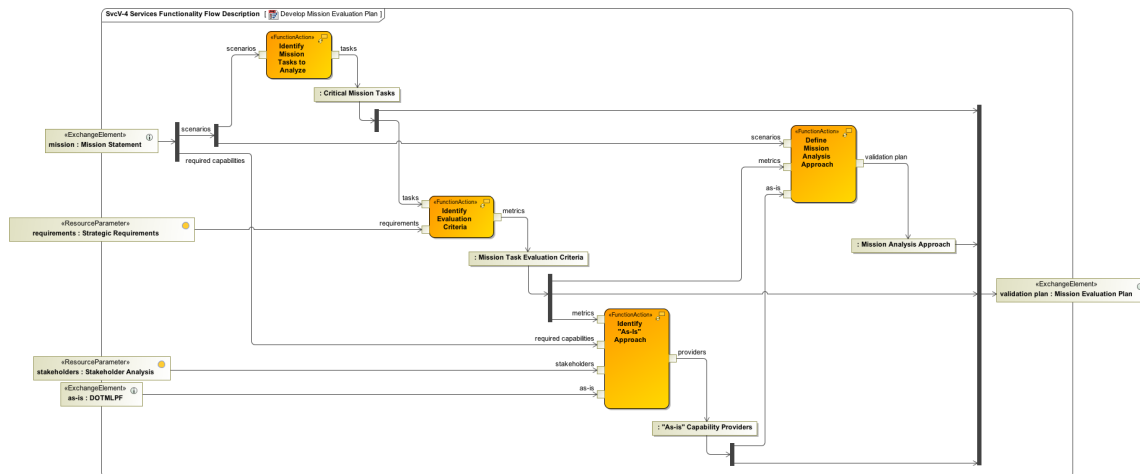 SvcV-4 Services Functionality Flow Description [ Develop Mission Evaluation Plan ]
«FunctionAction»
Identify
Mission
Tasks to
Analyze
scenarios
tasks
: Critical Mission Tasks
«ExchangeElement»
mission : Mission Statement
scenarios
required capabilities
scenarios
metrics
as-is
«FunctionAction»
Define
Mission
Analysis
Approach
validation plan
: Mission Analysis Approach
«ResourceParameter»
requirements : Strategic Requirements
tasks
requirements
«FunctionAction»
Identify
Evaluation
Criteria
metrics
: Mission Task Evaluation Criteria
«ExchangeElement»
validation plan : Mission Evaluation Plan
metrics
required capabilities
stakeholders
as-is
«FunctionAction»
Identify
"As-Is"
Approach
providers
: "As-is" Capability Providers
«ResourceParameter»
stakeholders : Stakeholder Analysis
«ExchangeElement»
as-is : DOTMLPF